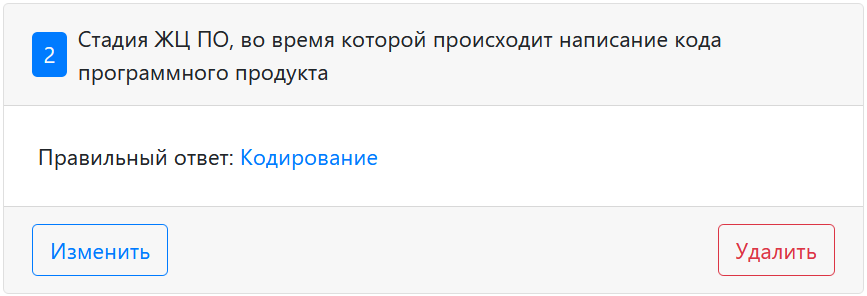 2
Стадия ЖЦ ПО, во время которой происходит написание кода
программного продукта
Правильный ответ: Кодирование
Изменить
Удалить